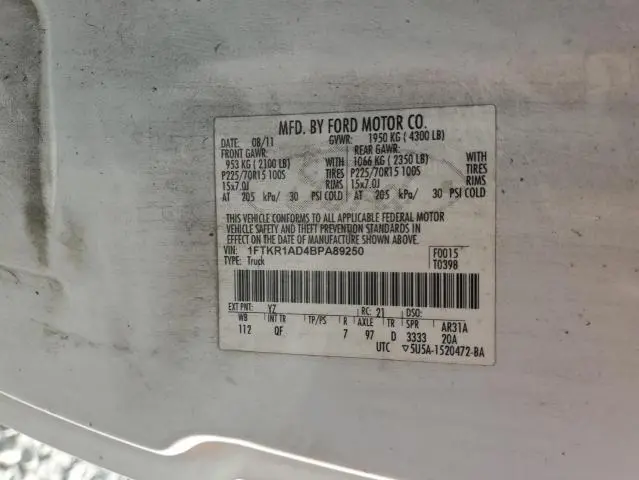 MFD. BY FORD MOTOR CO.
DATE: 08/11 GVWR: 1950 KG ( 4300 LB)
FRONT GAWR: REAR GAWR:
953 KG ( 2100 LB) WITH 1066 KG ( 2350 LB) WITH
P225/70R15 100S TIRES P225/70R15 100S TIRES
15x7.0J RIMS 15x7.0J RIMS
AT 205 kPa/ 30 PSI COLD AT 205 kPa/ 30 PSI COLD
THIS VEHICLE CONFORMS TO ALL APPLICABLE FEDERAL MOTOR
VEHICLE SAFETY AND THEFT PREVENTION STANDARDS IN
EFFECT ON THE DATE OF MANUFACTURE SHOWN ABOVE.
VIN: 1FTKR1AD4BPA89250 F0015
TYPE: Truck T0398
EXT PNT: YZ RC: 21 DSO:
WB INT TR TP/PS R AXLE TR SPR AR31A
112 QF 7 97 D 3333 20A
UTC ▽5U5A-1520472-BA